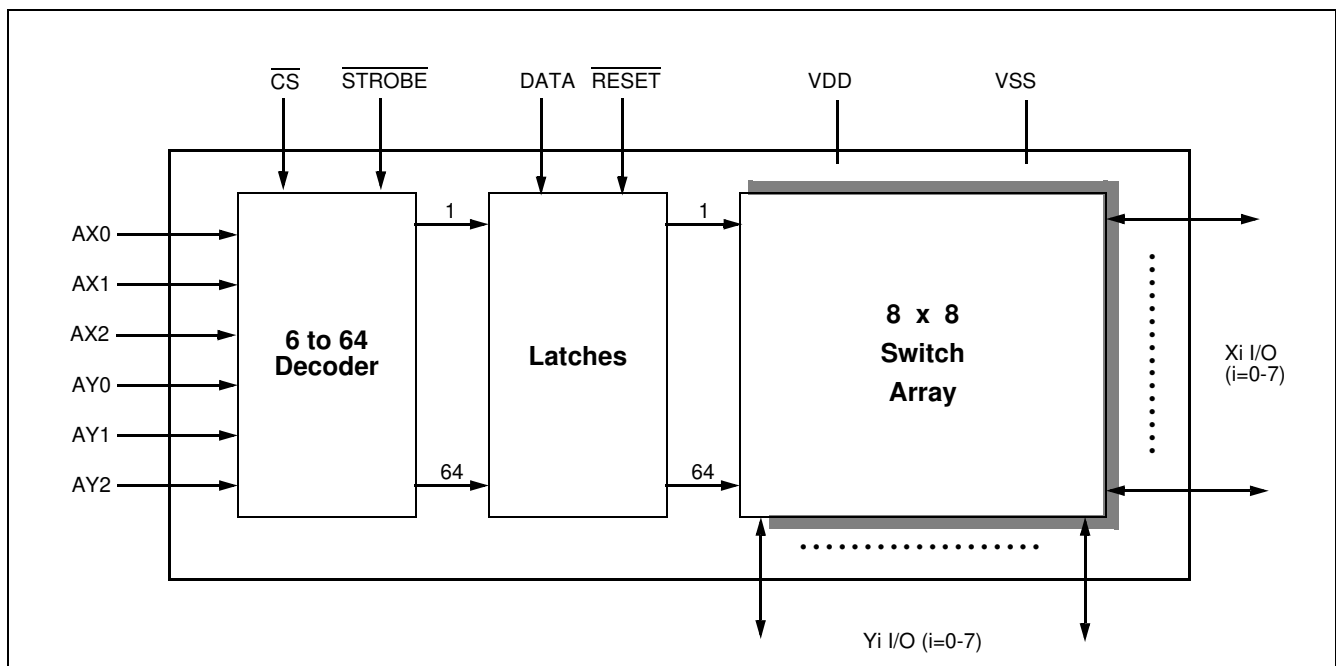 CS STROBE DATA RESET VDD VSS
AX0
AX1
AX2
AY0
AY1
AY2
6 to 64
Decoder
1
64
Latches
1
64
8 x 8
Switch
Array
Xi I/O
(i=0-7)
Yi I/O (i=0-7)